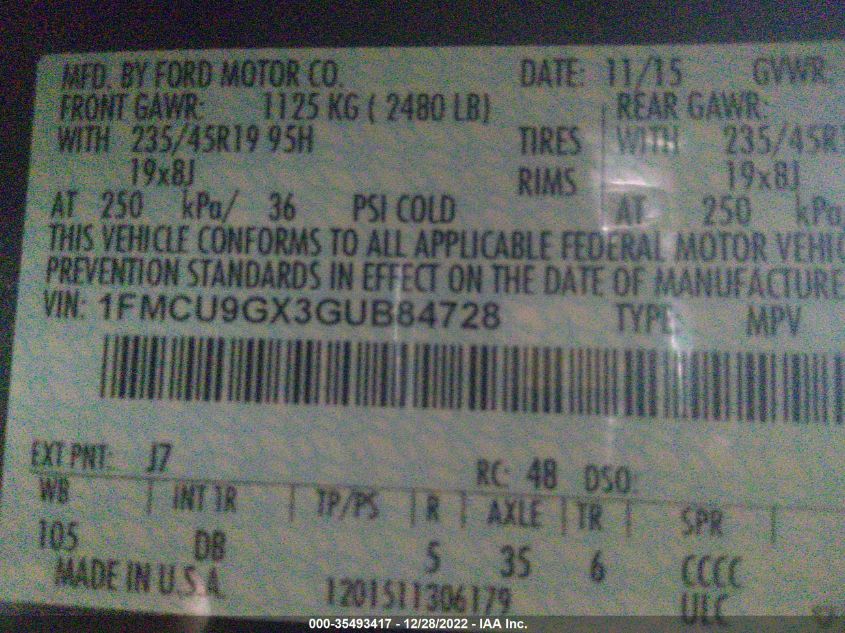 MFD. BY FORD MOTOR CO. DATE: 11/15 GVWR:
FRONT GAWR: 1125 KG ( 2480 LB) REAR GAWR:
WITH 235/45R19 95H TIRES WITH 235/45R1
19x8J RIMS 19x8J
AT 250 kPa/ 36 PSI COLD AT 250 kPa
THIS VEHICLE CONFORMS TO ALL APPLICABLE FEDERAL MOTOR VEHIC
PREVENTION STANDARDS IN EFFECT ON THE DATE OF MANUFACTURE
VIN: 1FMCU9GX3GUB84728 TYPE: MPV
EXT PNT: J7 RC: 48 DSO:
WB | INT TR | TP/PS | R | AXLE | TR | SPR |
105 DB 5 35 6 CCCC
MADE IN U.S.A. 1201511306179 ULC
000-35493417 - 12/28/2022 - IAA Inc.